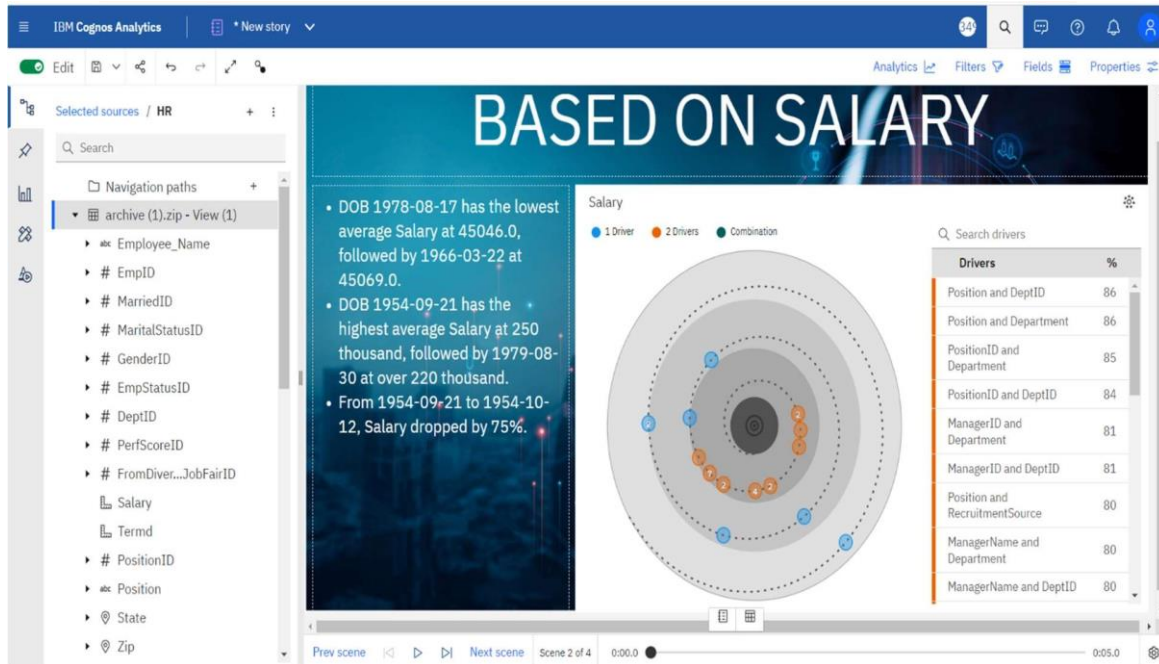 IBM Cognos Analytics
* New story
349
Edit
Analytics
Filters
Fields
Properties
Selected sources / HR
Search
Navigation paths
archive (1).zip - View (1)
abc Employee_Name
# EmpID
# MarriedID
# MaritalStatusID
# GenderID
# EmpStatusID
# DeptID
# PerfScoreID
# FromDiver...JobFairID
Salary
Termd
# PositionID
abc Position
State
Zip
BASED ON SALARY
• DOB 1978-08-17 has the lowest
average Salary at 45046.0,
followed by 1966-03-22 at
45069.0.
• DOB 1954-09-21 has the
highest average Salary at 250
thousand, followed by 1979-08-
30 at over 220 thousand.
• From 1954-09-21 to 1954-10-
12, Salary dropped by 75%.
Salary
1 Driver
2 Drivers
Combination
2
2
2
4
2
Search drivers
Drivers %
Position and DeptID 86
Position and Department 86
PositionID and
Department 85
PositionID and DeptID 84
ManagerID and
Department 81
ManagerID and DeptID 81
Position and
RecruitmentSource 80
ManagerName and
Department 80
ManagerName and DeptID 80
Prev scene
Next scene
Scene 2 of 4
0:00.0
0:05.0